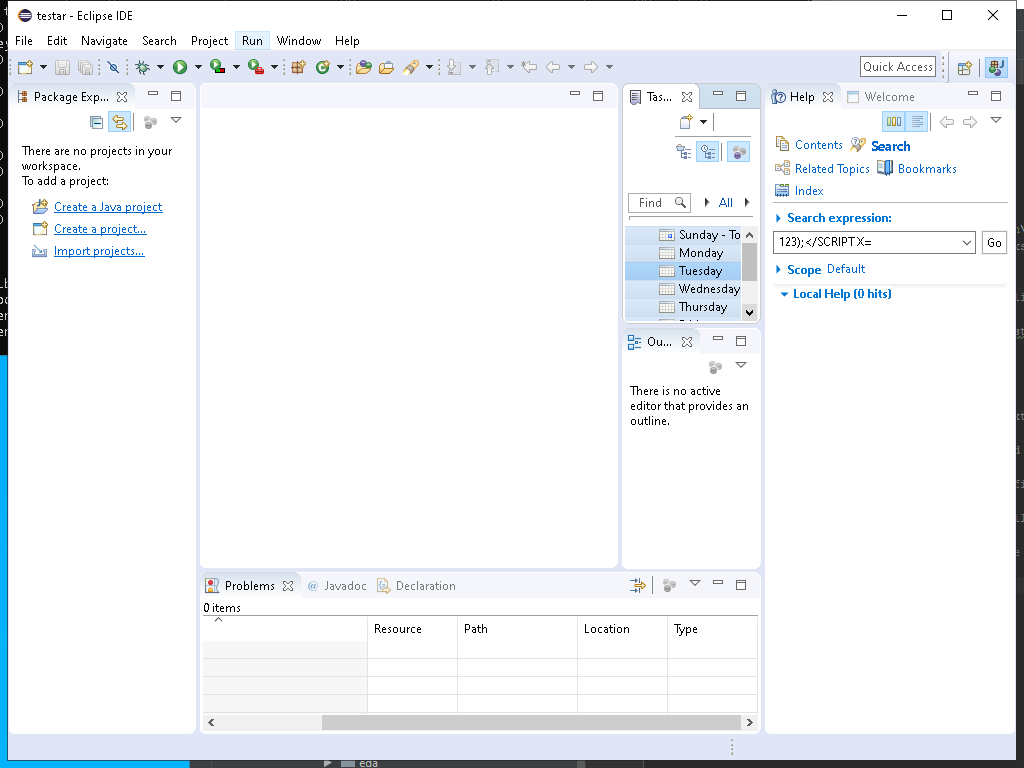 testar - Eclipse IDE
File Edit Navigate Search Project Run Window Help
Quick Access
Package Exp...
There are no projects in your
workspace.
To add a project:
Create a Java project
Create a project...
Import projects...
Tas...
Find
All
Sunday - To
Monday
Tuesday
Wednesday
Thursday
Ou...
There is no active
editor that provides an
outline.
Help
Welcome
Contents
Search
Related Topics
Bookmarks
Index
Search expression:
123);</SCRIPT X=
Go
Scope Default
Local Help (0 hits)
Problems
@ Javadoc
Declaration
0 items
Resource Path Location Type
eda